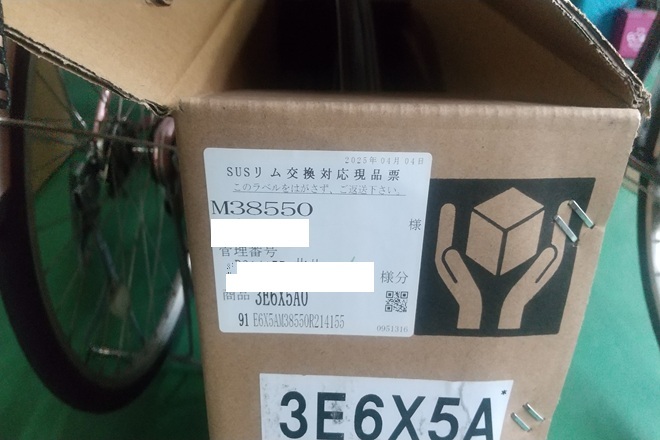 2025年04月04日
SUSリム交換対応現品票
このラベルをはがさず、ご返送下さい。
M38550
様
管理番号
様分
商品 3E6X5A0
91 E6X5AM38550R214155
0951316
3E6X5A